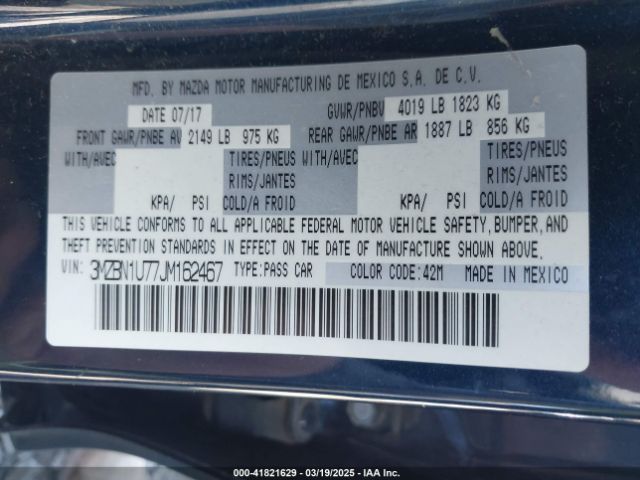 MFD. BY MAZDA MOTOR MANUFACTURING DE MEXICO S.A. DE C.V.
DATE 07/17 GVWR/PNBV 4019 LB 1823 KG
FRONT GAWR/PNBE AV 2149 LB 975 KG REAR GAWR/PNBE AR 1887 LB 856 KG
WITH/AVEC TIRES/PNEUS WITH/AVEC TIRES/PNEUS
RIMS/JANTES RIMS/JANTES
KPA/ PSI COLD/A FROID KPA/ PSI COLD/A FROID
THIS VEHICLE CONFORMS TO ALL APPLICABLE FEDERAL MOTOR VEHICLE SAFETY, BUMPER, AND
THEFT PREVENTION STANDARDS IN EFFECT ON THE DATE OF MANUFACTURE SHOWN ABOVE.
VIN: 3MZBN1U77JM162467 TYPE:PASS CAR COLOR CODE:42M MADE IN MEXICO
000-41821629 - 03/19/2025 - IAA Inc.